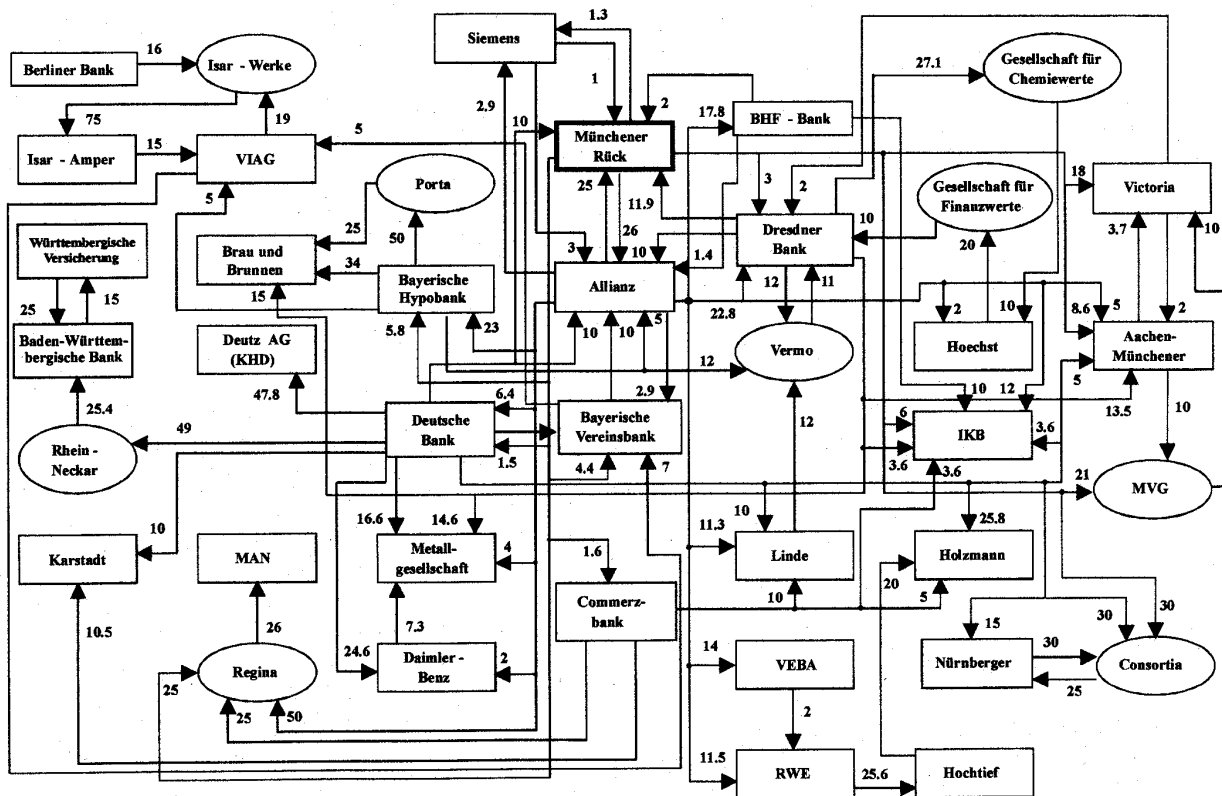 1.3
Siemens
16
Berliner Bank
Isar - Werke
Gesellschaft für
Chemiewerte
27.1
1
2.9
2
17.8
BHF - Bank
75
19
5
10
Isar - Amper
15
VIAG
Münchener
Rück
Porta
5
25
3
2
18
Victoria
Gesellschaft für
Finanzwerte
11.9
10
Württembergische
Versicherung
25
50
Brau und
Brunnen
34
3
26
10
1.4
Dresdner
Bank
20
3.7
10
Bayerische
Hypobank
Allianz
12
11
25
15
15
5.8
23
10
10
5
22.8
2
10
8.6
5
2
Baden-Württem-
bergische Bank
Deutz AG
(KHD)
Vermo
Hoechst
Aachen-
Münchener
12
47.8
6.4
2.9
10
12
5
13.5
25.4
Deutsche
Bank
Bayerische
Vereinsbank
12
6
IKB
3.6
10
49
Rhein -
Neckar
1.5
4.4
7
3.6
3.6
21
MVG
10
16.6
14.6
10
25.8
11.3
Karstadt
MAN
Metall-
gesellschaft
4
1.6
Linde
Holzmann
20
10
5
Commerz-
bank
10.5
26
7.3
30
30
15
24.6
Regina
Daimler -
Benz
2
14
VEBA
Nürnberger
30
Consortia
25
25
25
50
2
11.5
RWE
25.6
Hochtief